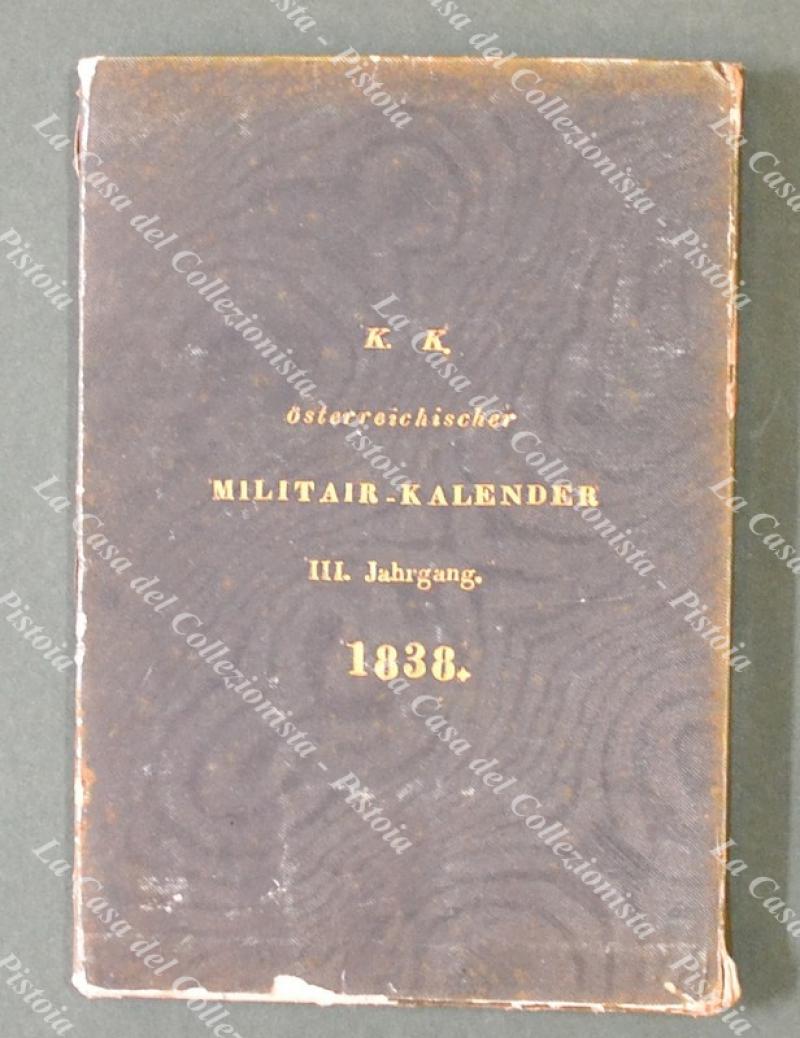 K. K.
österreichischer
MILITAIR-KALENDER
III. Jahrgang.
1838.
La Casa del Collezionista - Pistoia